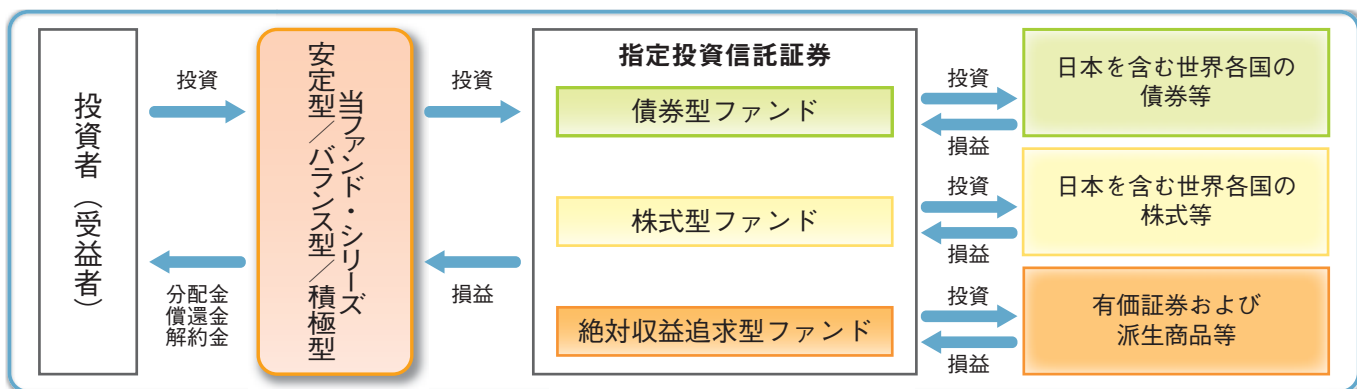 投資者（受益者）
投資
分配金
償還金
解約金
当ファンド・シリーズ
安定型／バランス型／積極型
投資
損益
指定投資信託証券
債券型ファンド
株式型ファンド
絶対収益追求型ファンド
投資
損益
投資
損益
投資
損益
日本を含む世界各国の
債券等
日本を含む世界各国の
株式等
有価証券および
派生商品等